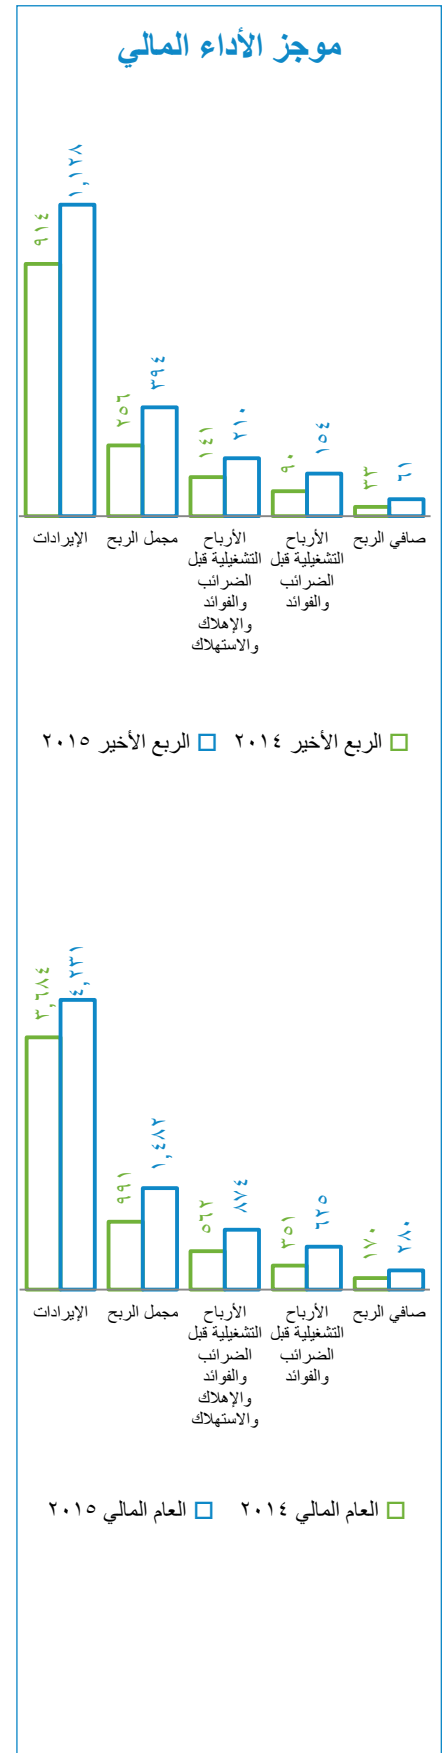 موجز الأداء المالي
٩١٤
١,١٢٨
٢٥٦
٣٩٤
١٤١
٢١٠
٩٠
١٥٤
٣٣
٦١
الإيرادات
مجمل الربح
الأرباح
التشغيلية قبل
الضرائب
والفوائد
والإهلاك
والاستهلاك
الأرباح
التشغيلية قبل
الضرائب
والفوائد
صافي الربح
الربع الأخير ٢٠١٤
الربع الأخير ٢٠١٥
٣,٦٨٤
٤,٢٣١
٩٩١
١,٤٨٢
٥٦٢
٨٧٤
٣٥١
٦٢٥
١٧٠
٢٨٠
الإيرادات
مجمل الربح
الأرباح
التشغيلية قبل
الضرائب
والفوائد
والإهلاك
والاستهلاك
الأرباح
التشغيلية قبل
الضرائب
والفوائد
صافي الربح
العام المالي ٢٠١٤
العام المالي ٢٠١٥